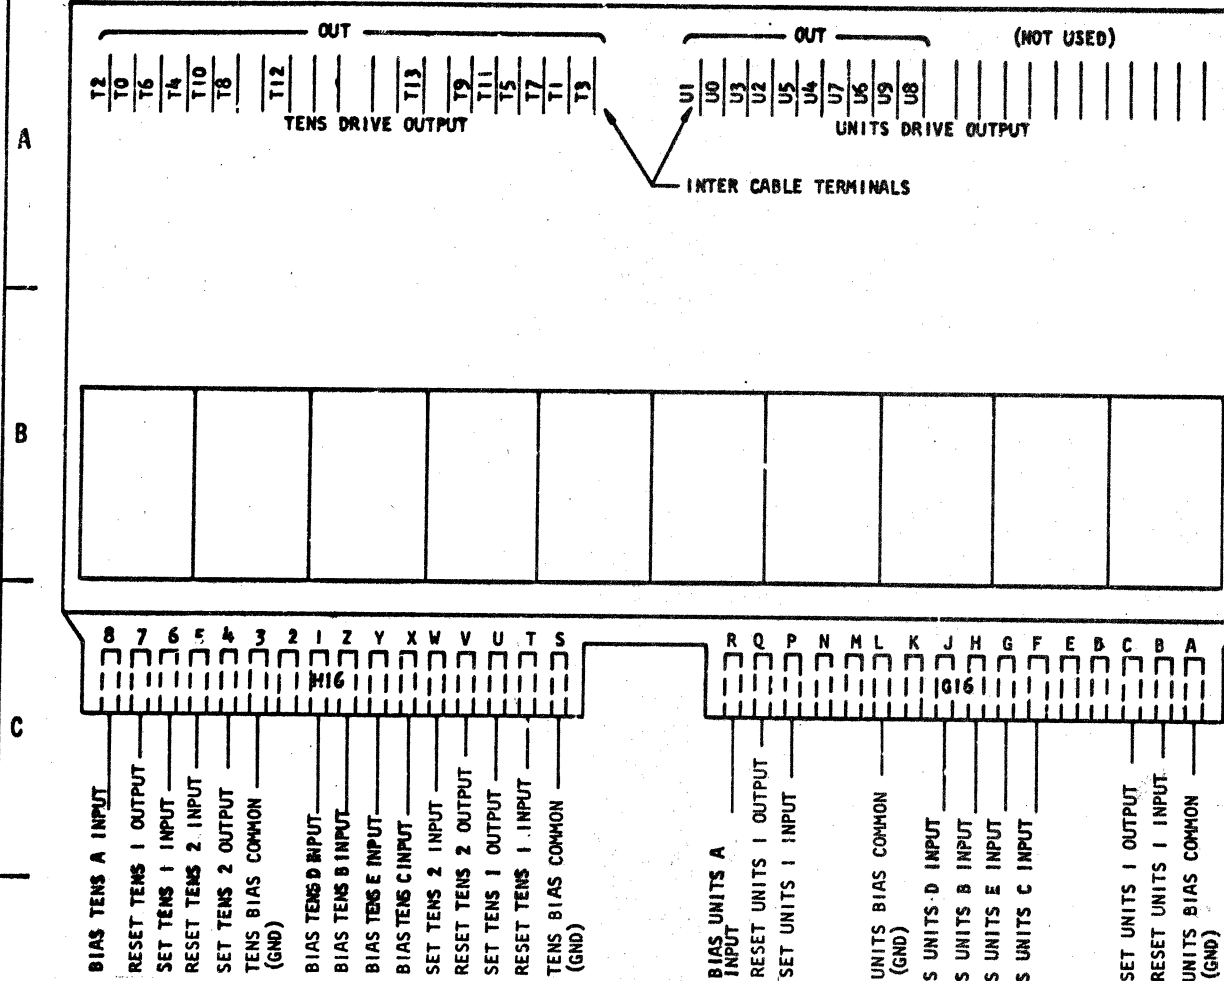 OUT
OUT
(NOT USED)
T2 T0 T6 T4 T10 T8 T12 T13 T9 T11 T5 T7 T1 T3
U1 U0 U3 U2 U5 U4 U7 U6 U9 U8
TENS DRIVE OUTPUT
UNITS DRIVE OUTPUT
A
INTER CABLE TERMINALS
B
8 7 6 5 4 3 2 1 Z Y X W V U T S
R Q P N M L K J H G F E B C B A
H16
G16
C
BIAS TENS A INPUT
RESET TENS 1 OUTPUT
SET TENS 1 INPUT
RESET TENS 2 INPUT
SET TENS 2 OUTPUT
TENS BIAS COMMON
(GND)
BIAS TENS D INPUT
BIAS TENS B INPUT
BIAS TENS E INPUT
BIAS TENS C INPUT
SET TENS 2 INPUT
RESET TENS 2 OUTPUT
SET TENS 1 OUTPUT
RESET TENS 1 INPUT
TENS BIAS COMMON
(GND)
BIAS UNITS A
INPUT
RESET UNITS 1 OUTPUT
SET UNITS 1 INPUT
UNITS BIAS COMMON
(GND)
S UNITS D INPUT
S UNITS B INPUT
S UNITS E INPUT
S UNITS C INPUT
SET UNITS 1 OUTPUT
RESET UNITS 1 INPUT
UNITS BIAS COMMON
(GND)